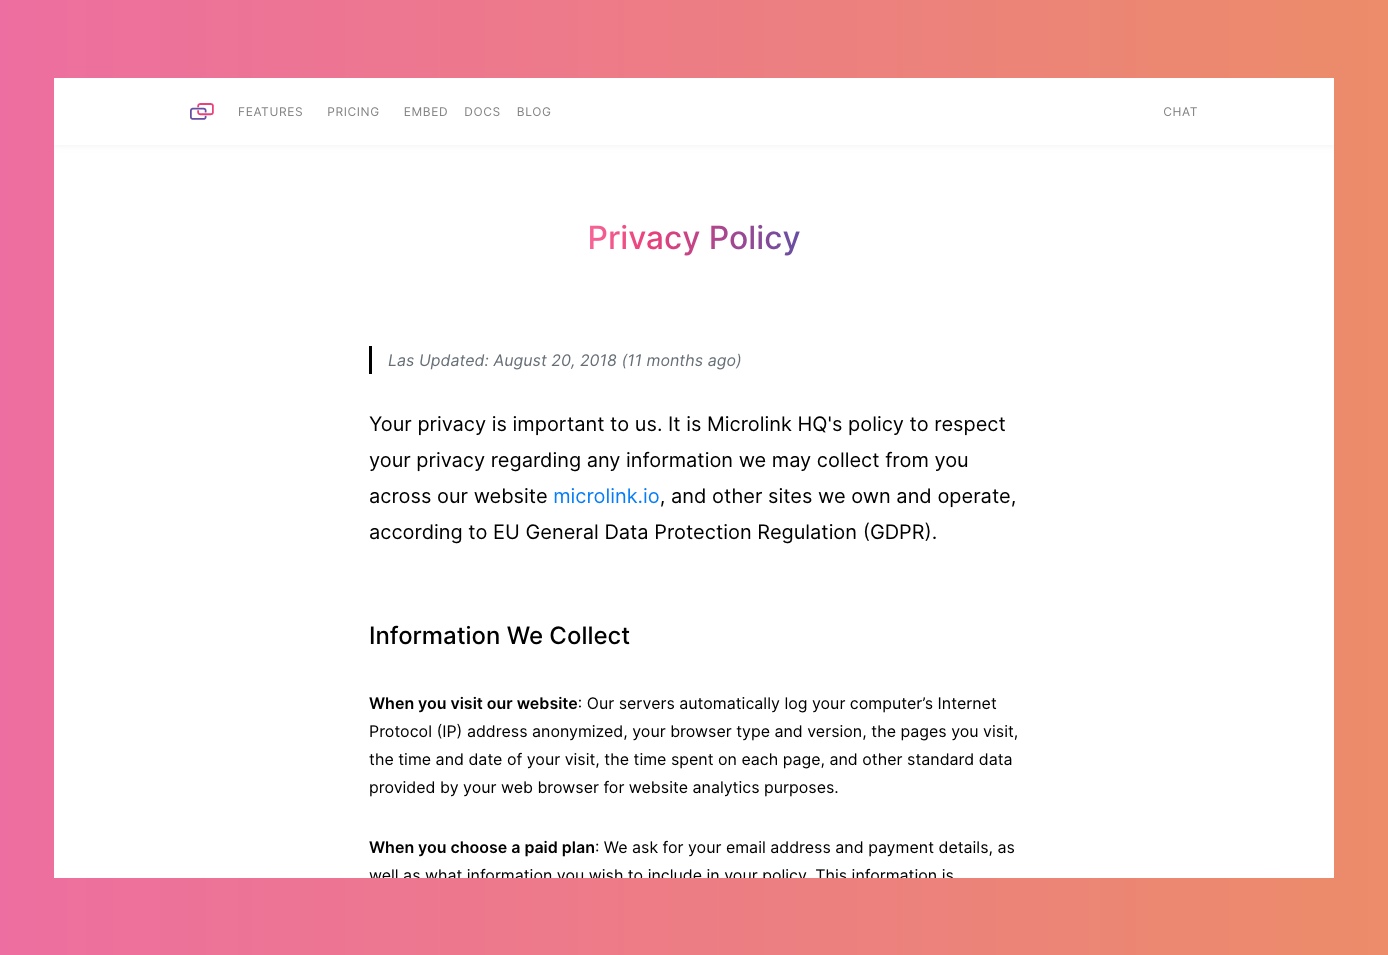 FEATURES PRICING EMBED DOCS BLOG CHAT
Privacy Policy
Las Updated: August 20, 2018 (11 months ago)
Your privacy is important to us. It is Microlink HQ's policy to respect
your privacy regarding any information we may collect from you
across our website microlink.io, and other sites we own and operate,
according to EU General Data Protection Regulation (GDPR).
Information We Collect
When you visit our website: Our servers automatically log your computer’s Internet
Protocol (IP) address anonymized, your browser type and version, the pages you visit,
the time and date of your visit, the time spent on each page, and other standard data
provided by your web browser for website analytics purposes.
When you choose a paid plan: We ask for your email address and payment details, as
well as what information you wish to include in your policy. This information is